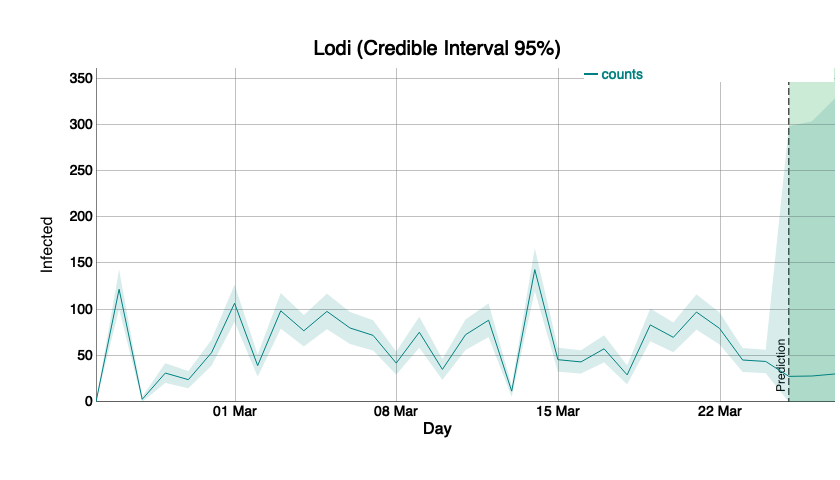 Lodi (Credible Interval 95%)
counts
350
300
250
200
150
100
50
0
Infected
Prediction
01 Mar
08 Mar
15 Mar
22 Mar
Day